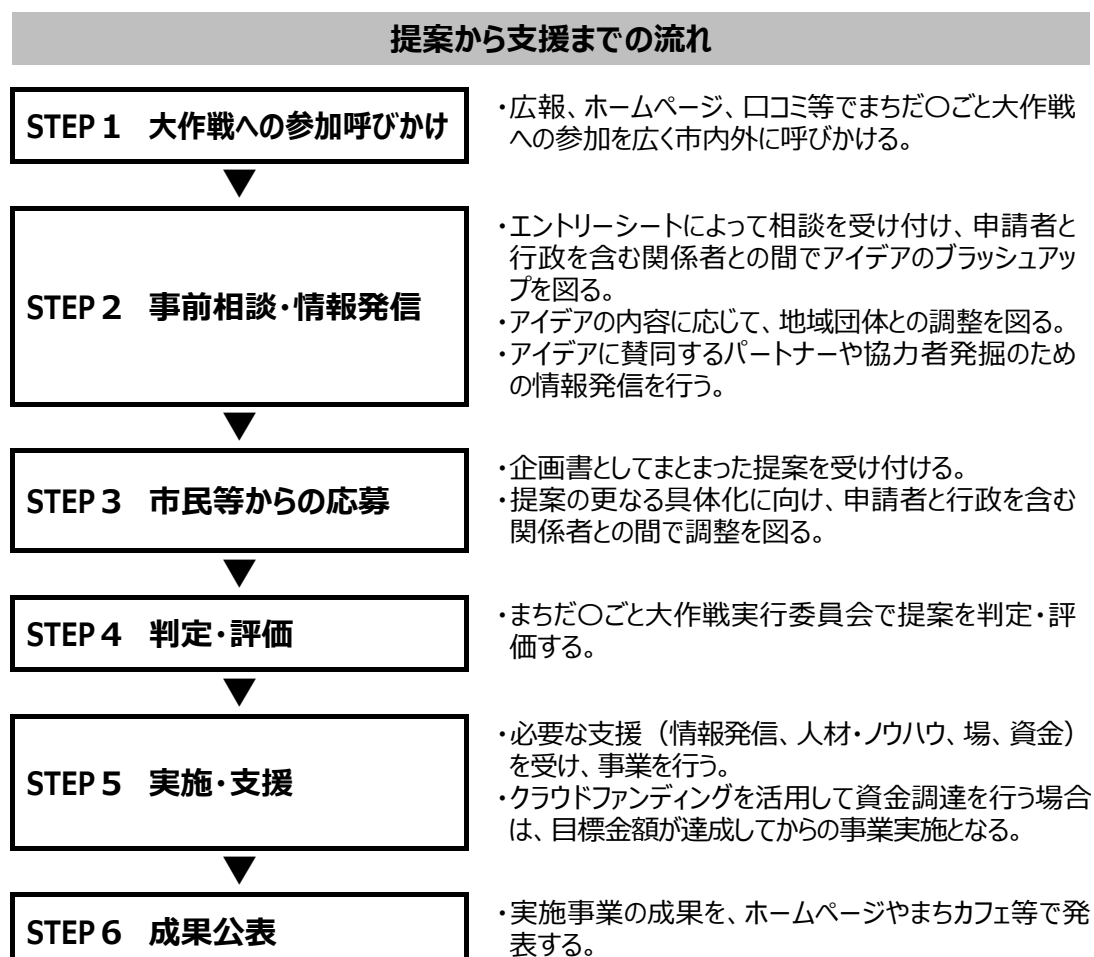 提案から支援までの流れ
STEP１ 大作戦への参加呼びかけ
・広報、ホームページ、口コミ等でまちだ〇ごと大作戦
への参加を広く市内外に呼びかける。
▼
STEP２ 事前相談・情報発信
・エントリーシートによって相談を受け付け、申請者と
行政を含む関係者との間でアイデアのブラッシュアッ
プを図る。
・アイデアの内容に応じて、地域団体との調整を図る。
・アイデアに賛同するパートナーや協力者発掘のため
の情報発信を行う。
▼
STEP３ 市民等からの応募
・企画書としてまとまった提案を受け付ける。
・提案の更なる具体化に向け、申請者と行政を含む
関係者との間で調整を図る。
▼
STEP４ 判定・評価
・まちだ〇ごと大作戦実行委員会で提案を判定・評
価する。
▼
STEP５ 実施・支援
・必要な支援（情報発信、人材・ノウハウ、場、資金）
を受け、事業を行う。
・クラウドファンディングを活用して資金調達を行う場合
は、目標金額が達成してからの事業実施となる。
▼
STEP６ 成果公表
・実施事業の成果を、ホームページやまちカフェ等で発
表する。